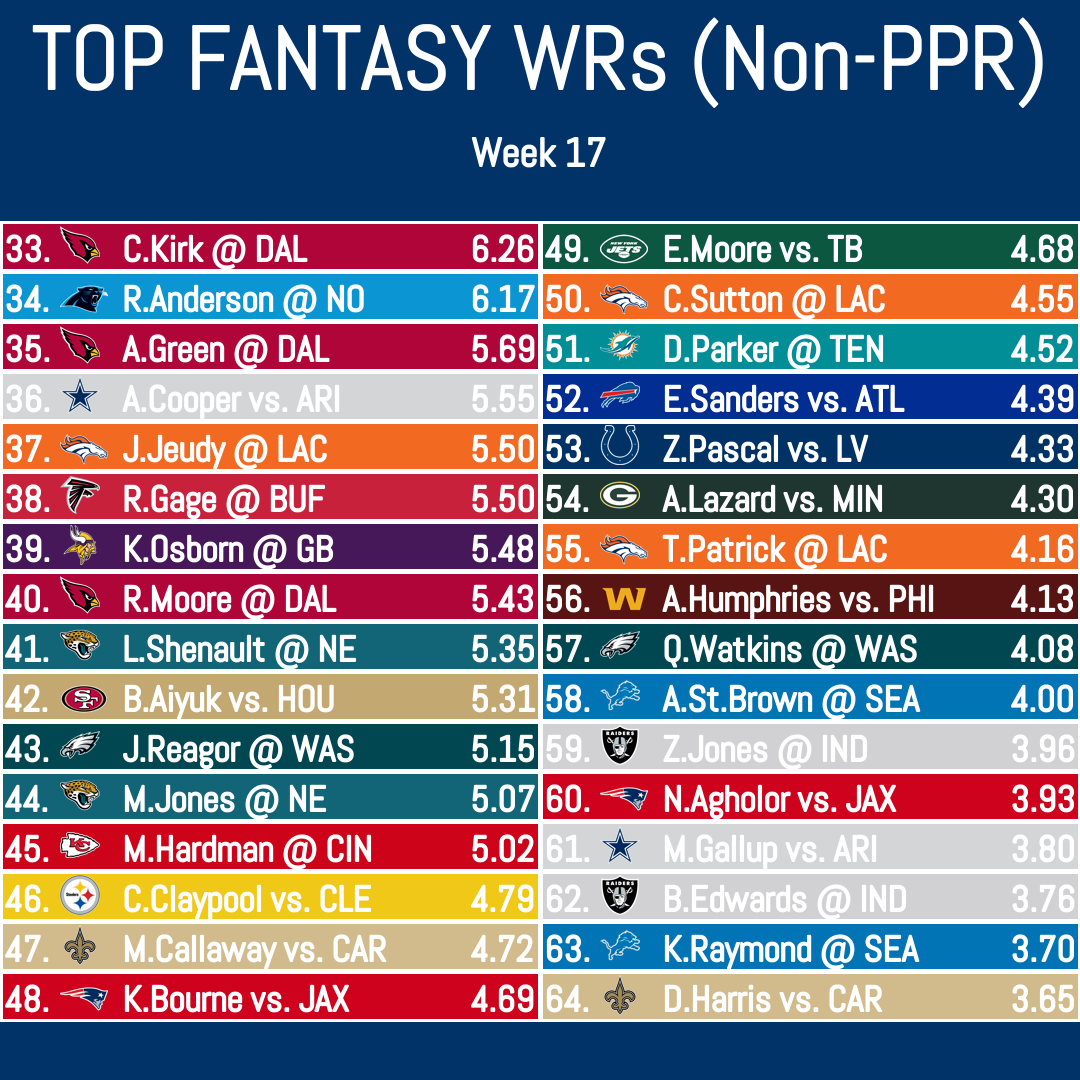 TOP FANTASY WRs (Non-PPR)
Week 17
33. C.Kirk @ DAL 6.26
34. R.Anderson @ NO 6.17
35. A.Green @ DAL 5.69
36. A.Cooper vs. ARI 5.55
37. J.Jeudy @ LAC 5.50
38. R.Gage @ BUF 5.50
39. K.Osborn @ GB 5.48
40. R.Moore @ DAL 5.43
41. L.Shenault @ NE 5.35
42. SF B.Aiyuk vs. HOU 5.31
43. J.Reagor @ WAS 5.15
44. M.Jones @ NE 5.07
45. KC M.Hardman @ CIN 5.02
46. Steelers C.Claypool vs. CLE 4.79
47. M.Callaway vs. CAR 4.72
48. K.Bourne vs. JAX 4.69
49. NEW YORK JETS E.Moore vs. TB 4.68
50. C.Sutton @ LAC 4.55
51. D.Parker @ TEN 4.52
52. E.Sanders vs. ATL 4.39
53. Z.Pascal vs. LV 4.33
54. G A.Lazard vs. MIN 4.30
55. T.Patrick @ LAC 4.16
56. W A.Humphries vs. PHI 4.13
57. Q.Watkins @ WAS 4.08
58. A.St.Brown @ SEA 4.00
59. RAIDERS Z.Jones @ IND 3.96
60. N.Agholor vs. JAX 3.93
61. M.Gallup vs. ARI 3.80
62. RAIDERS B.Edwards @ IND 3.76
63. K.Raymond @ SEA 3.70
64. D.Harris vs. CAR 3.65